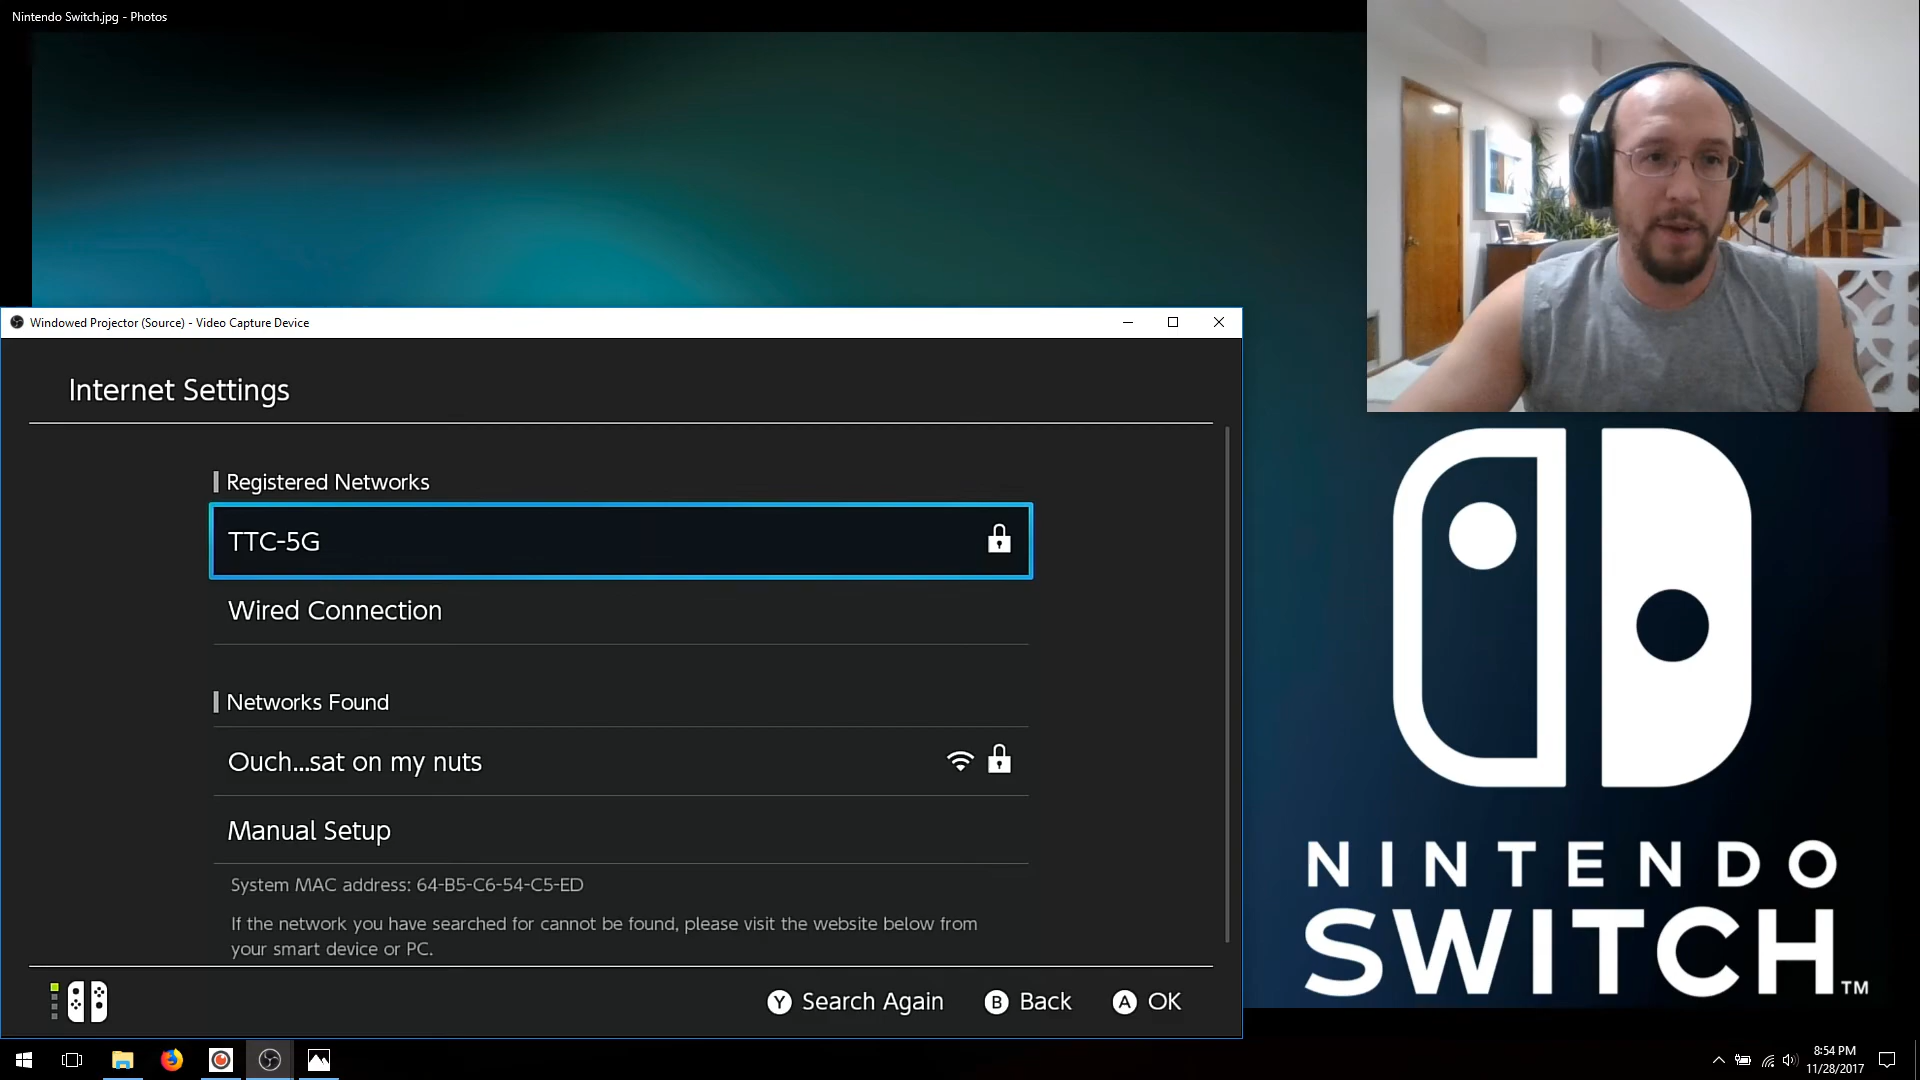 Nintendo Switch.jpg - Photos
Windowed Projector (Source) - Video Capture Device
Internet Settings
Registered Networks
TTC-5G
Wired Connection
Networks Found
Ouch...sat on my nuts
Manual Setup
System MAC address: 64-B5-C6-54-C5-ED
If the network you have searched for cannot be found, please visit the website below from
your smart device or PC.
Y Search Again B Back A OK
NINTENDO
SWITCH™
8:54 PM
11/28/2017